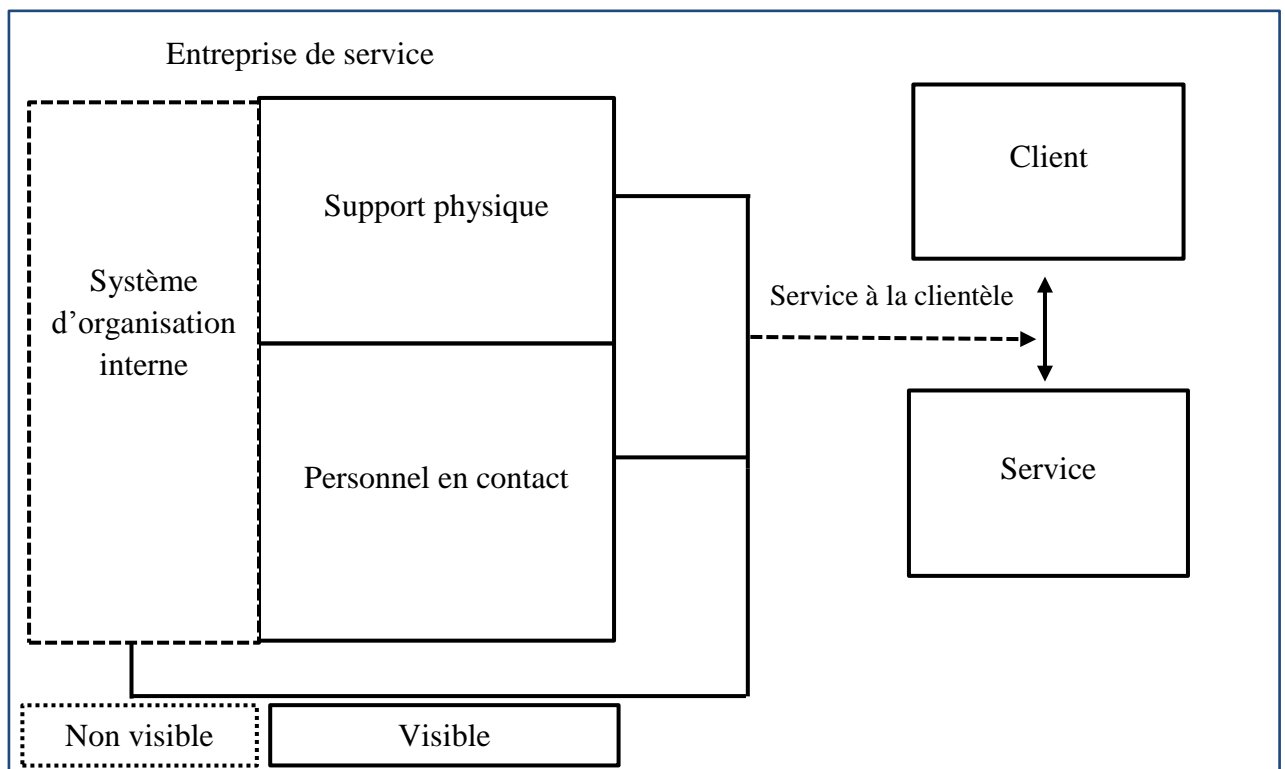 Entreprise de service
Support physique
Client
Système
d’organisation
interne
Service à la clientèle
Personnel en contact
Service
Non visible
Visible